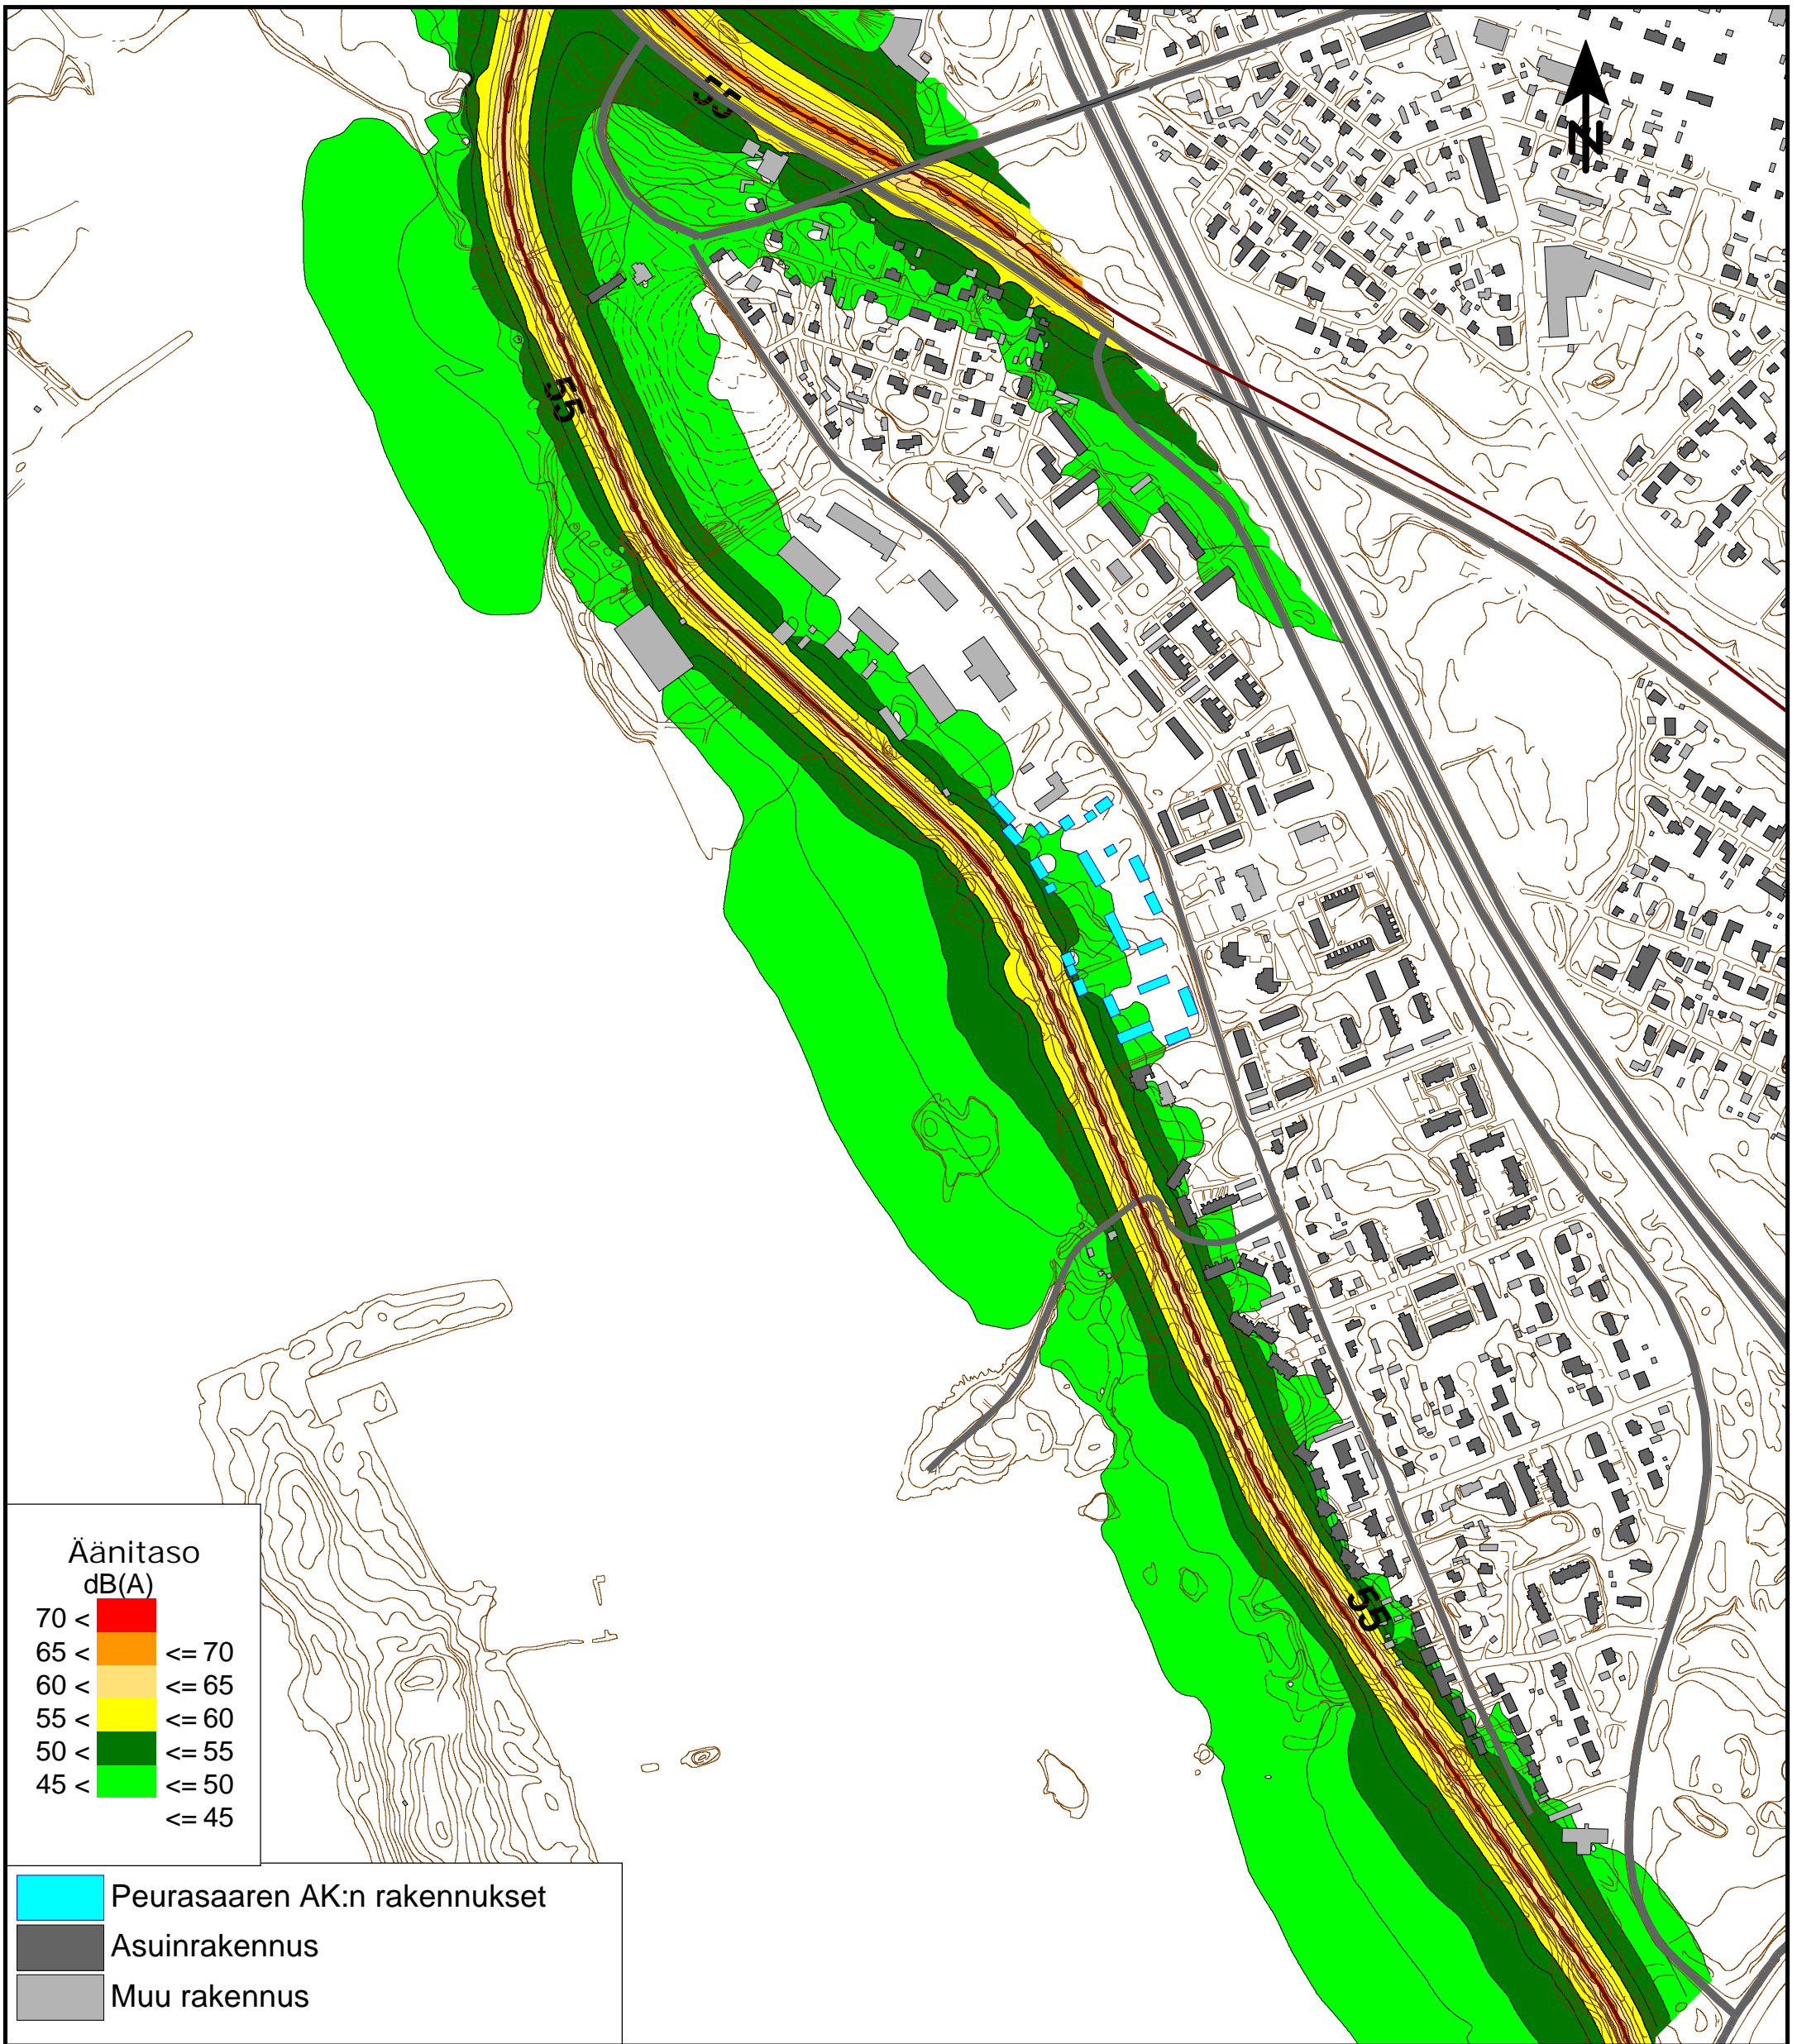 55
N
55
55
Äänitaso
dB(A)
70 <
65 < <= 70
60 < <= 65
55 < <= 60
50 < <= 55
45 < <= 50
<= 45
Peurasaaren AK:n rakennukset
Asuinrakennus
Muu rakennus